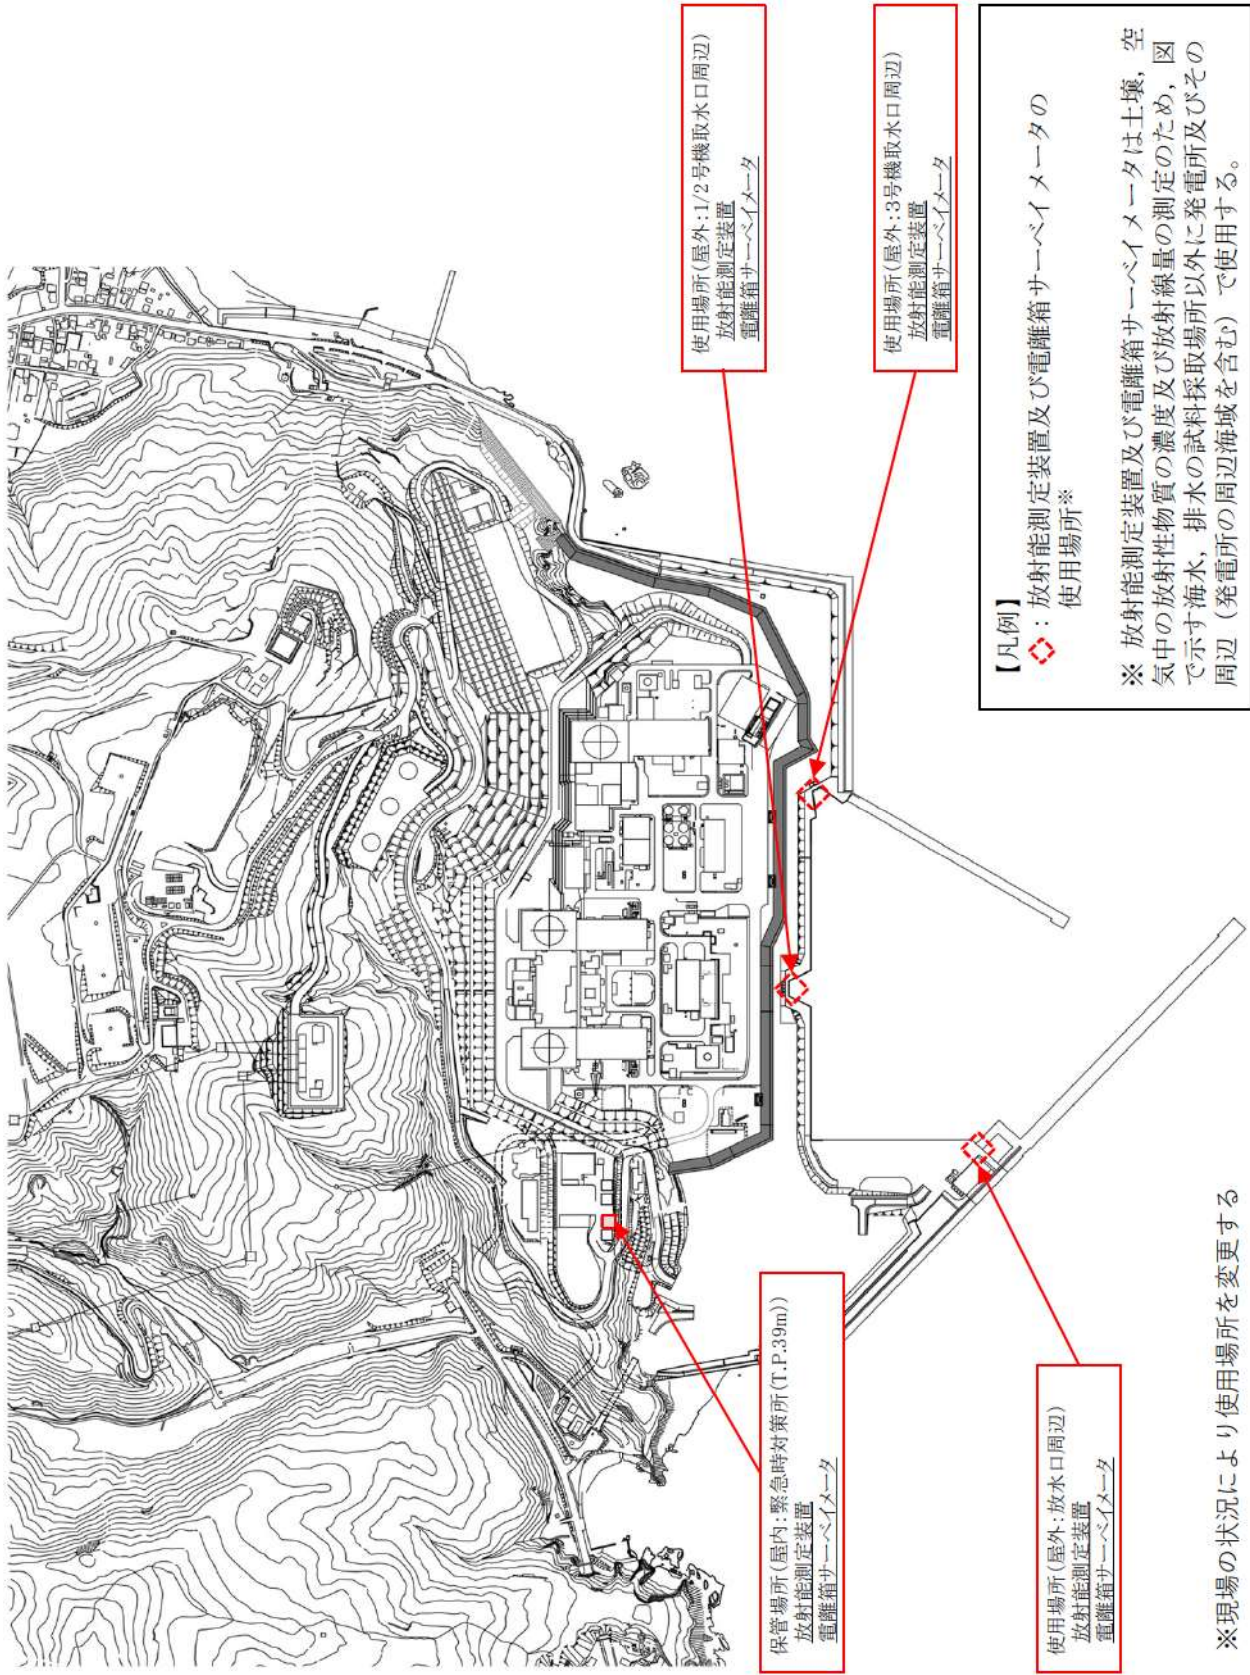 保管場所(屋内:緊急時対策所(T.P.39m))
放射能測定装置
電離箱サーベイメータ
使用場所(屋外:放水口周辺)
放射能測定装置
電離箱サーベイメータ
使用場所(屋外:1/2号機取水口周辺)
放射能測定装置
電離箱サーベイメータ
使用場所(屋外:3号機取水口周辺)
放射能測定装置
電離箱サーベイメータ
【凡例】
:放射能測定装置及び電離箱サーベイメータの
使用場所※
※ 放射能測定装置及び電離箱サーベイメータは土壌，空
気中の放射性物質の濃度及び放射線量の測定のため，図
で示す海水，排水の試料採取場所以外に発電所及びその
周辺（発電所の周辺海域を含む）で使用する。
※現場の状況により使用場所を変更する